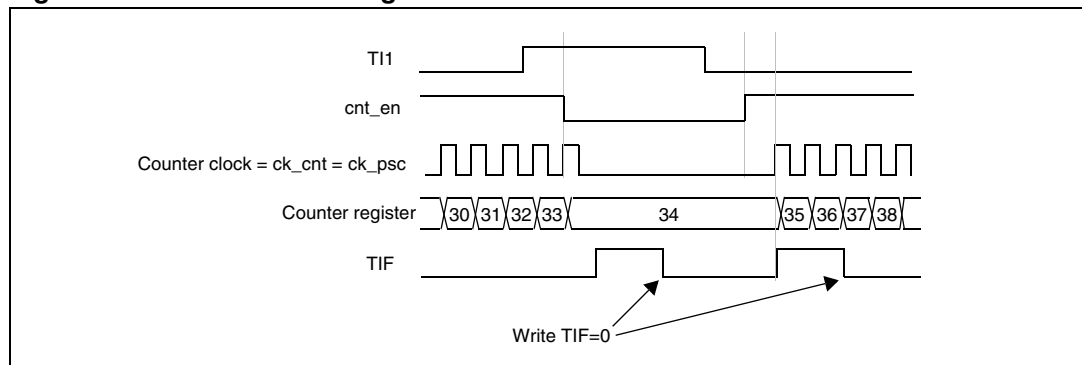 TI1
cnt_en
Counter clock = ck_cnt = ck_psc
Counter register 30 31 32 33 34 35 36 37 38
TIF
Write TIF=0